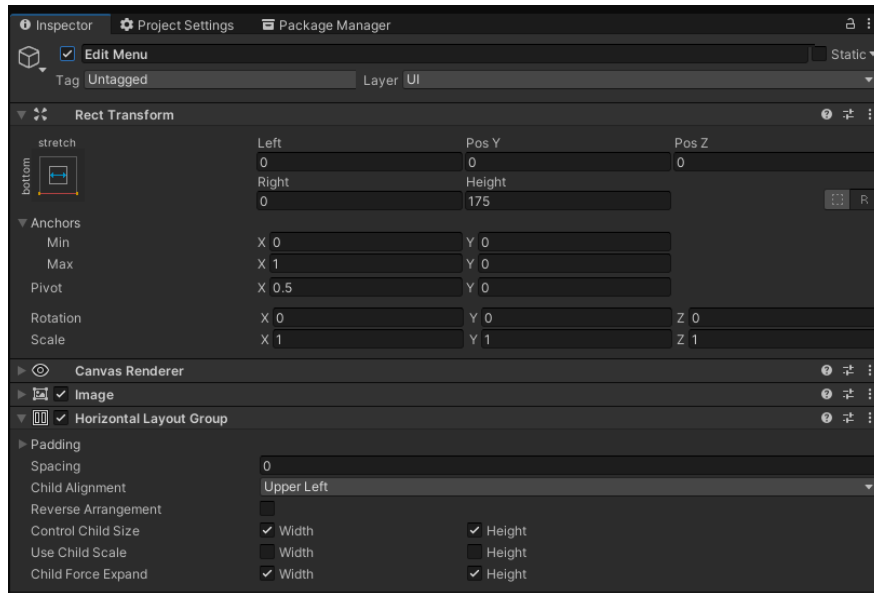 Inspector Project Settings Package Manager
Edit Menu Static
Tag Untagged Layer UI
Rect Transform
stretch Left Pos Y Pos Z
bottom 0 0 0
Right Height
0 175 R
Anchors
Min X 0 Y 0
Max X 1 Y 0
Pivot X 0.5 Y 0
Rotation X 0 Y 0 Z 0
Scale X 1 Y 1 Z 1
Canvas Renderer
Image
Horizontal Layout Group
Padding
Spacing 0
Child Alignment Upper Left
Reverse Arrangement
Control Child Size Width Height
Use Child Scale Width Height
Child Force Expand Width Height